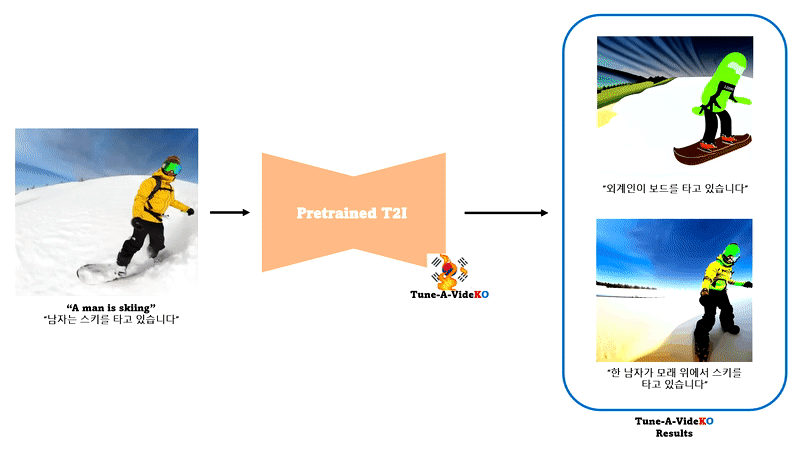 “A man is skiing”
“남자는 스키를 타고 있습니다”
Pretrained T2I
Tune-A-VideKO
“외계인이 보드를 타고 있습니다”
“한 남자가 모래 위에서 스키를
타고 있습니다”
Tune-A-VideKO
Results